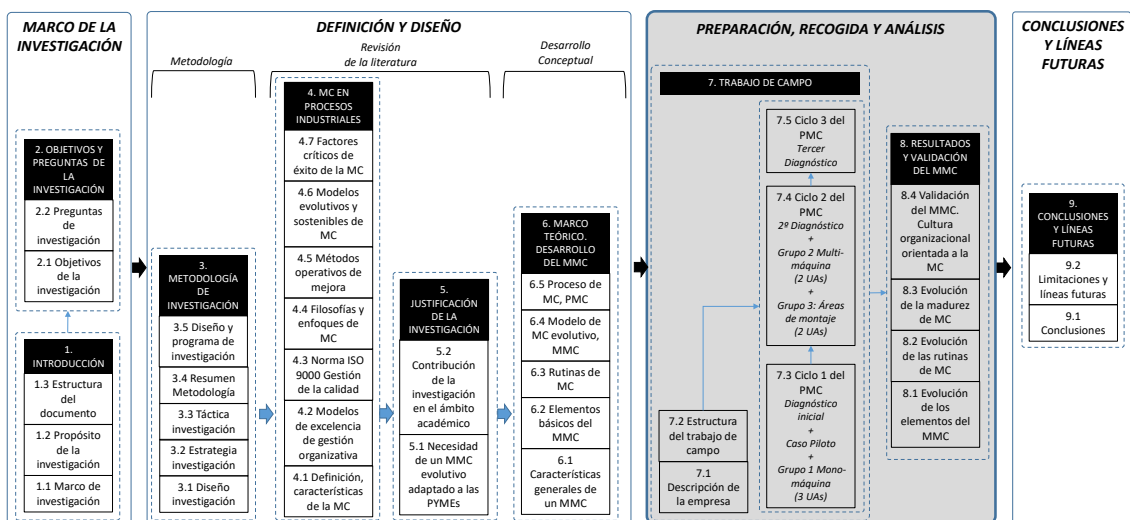 MARCO DE LA
INVESTIGACIÓN
2. OBJETIVOS Y
PREGUNTAS DE
LA
INVESTIGACIÓN
2.2 Preguntas
de
investigación
2.1 Objetivos
de la
investigación
1.
INTRODUCCIÓN
1.3 Estructura
del
documento
1.2 Propósito
de la
investigación
1.1 Marco de
investigación
DEFINICIÓN Y DISEÑO
Metodología
Revisión
de la literatura
Desarrollo
Conceptual
3.
METODOLOGÍA
DE
INVESTIGACIÓN
3.5 Diseño y
programa de
investigación
3.4 Resumen
Metodología
3.3 Táctica
investigación
3.2 Estrategia
investigación
3.1 Diseño
investigación
4. MC EN
PROCESOS
INDUSTRIALES
4.7 Factores
críticos de
éxito de la MC
4.6 Modelos
evolutivos y
sostenibles de
MC
4.5 Métodos
operativos de
mejora
4.4 Filosofías y
enfoques de
MC
4.3 Norma ISO
9000 Gestión
de la calidad
4.2 Modelos
de excelencia
de gestión
organizativa
4.1 Definición,
características
de la MC
5.
JUSTIFICACIÓN
DE LA
INVESTIGACIÓN
5.2
Contribución
de la
investigación
en el ámbito
académico
5.1 Necesidad
de un MMC
evolutivo
adaptado a las
PYMEs
6. MARCO
TEÓRICO.
DESARROLLO
DEL MMC
6.5 Proceso de
MC, PMC
6.4 Modelo de
MC evolutivo,
MMC
6.3 Rutinas de
MC
6.2 Elementos
básicos del
MMC
6.1
Características
generales de
un MMC
PREPARACIÓN, RECOGIDA Y ANÁLISIS
7. TRABAJO DE CAMPO
7.5 Ciclo 3 del
PMC
Tercer
Diagnóstico
7.4 Ciclo 2 del
PMC
2º Diagnóstico
+
Grupo 2 Multi-
máquina
(2 UAs)
+
Grupo 3: Áreas
de montaje
(2 UAs)
7.3 Ciclo 1 del
PMC
Diagnóstico
inicial
+
Caso Piloto
+
Grupo 1 Mono-
máquina
(3 UAs)
7.2 Estructura
del trabajo de
campo
7.1
Descripción de
la empresa
8. RESULTADOS
Y VALIDACIÓN
DEL MMC
8.4 Validación
del MMC.
Cultura
organizacional
orientada a la
MC
8.3 Evolución
de la madurez
de MC
8.2 Evolución
de las rutinas
de MC
8.1 Evolución
de los
elementos del
MMC
CONCLUSIONES
Y LÍNEAS
FUTURAS
9.
CONCLUSIONES
Y LÍNEAS
FUTURAS
9.2
Limitaciones y
líneas futuras
9.1
Conclusiones